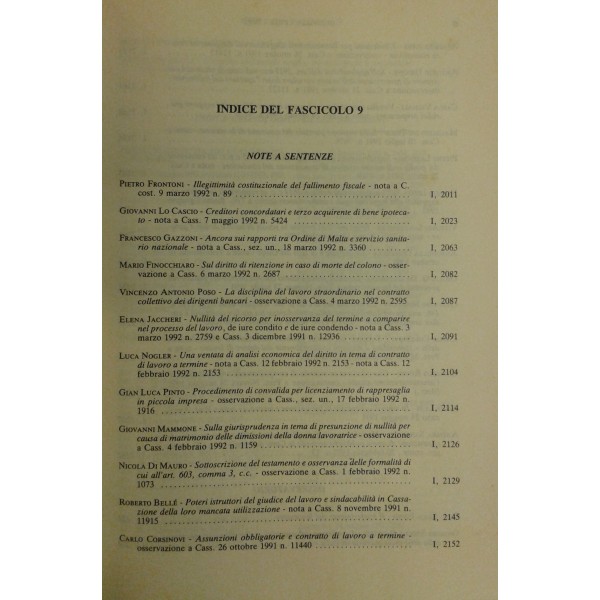 INDICE DEL FASCICOLO 9
NOTE A SENTENZE
PIETRO FRONTONI - Illegittimità costituzionale del fallimento fiscale - nota a C.
cost. 9 marzo 1992 n. 89 I, 2011
GIOVANNI LO CASCIO - Creditori concordatari e terzo acquirente di bene ipoteca-
to - nota a Cass. 7 maggio 1992 n. 5424 I, 2023
FRANCESCO GAZZONI - Ancora sui rapporti tra Ordine di Malta e servizio sanita-
rio nazionale - nota a Cass., sez. un., 18 marzo 1992 n. 3360 I, 2063
MARIO FINOCCHIARO - Sul diritto di ritenzione in caso di morte del colono - osser-
vazione a Cass. 6 marzo 1992 n. 2687 I, 2082
VINCENZO ANTONIO POSO - La disciplina del lavoro straordinario nel contratto
collettivo dei dirigenti bancari - osservazione a Cass. 4 marzo 1992 n. 2595 I, 2087
ELENA JACCHERI - Nullità del ricorso per inosservanza del termine a comparire
nel processo del lavoro, de iure condito e de iure condendo - nota a Cass. 3
marzo 1992 n. 2759 e Cass. 3 dicembre 1991 n. 12936 I, 2091
LUCA NOGLER - Una ventata di analisi economica del diritto in tema di contratto
di lavoro a termine - nota a Cass. 12 febbraio 1992 n. 2153 - nota a Cass. 12
febbraio 1992 n. 2153 I, 2104
GIAN LUCA PINTO - Procedimento di convalida per licenziamento di rappresaglia
in piccola impresa - osservazione a Cass., sez. un., 17 febbraio 1992 n.
1916 I, 2114
GIOVANNI MAMMONE - Sulla giurisprudenza in tema di presunzione di nullità per
causa di matrimonio delle dimissioni della donna lavoratrice - osservazione
a Cass. 4 febbraio 1992 n. 1159 I, 2126
NICOLA DI MAURO - Sottoscrizione del testamento e osservanza delle formalità di
cui all'art. 603, comma 3, c.c. - osservazione a Cass. 1 febbraio 1992 n.
1073 I, 2129
ROBERTO BELLÉ - Poteri istruttori del giudice del lavoro e sindacabilità in Cassa-
zione della loro mancata utilizzazione - nota a Cass. 8 novembre 1991 n.
11915 I, 2145
CARLO CORSINOVI - Assunzioni obbligatorie e contratto di lavoro a termine -
osservazione a Cass. 26 ottobre 1991 n. 11440 I, 2152